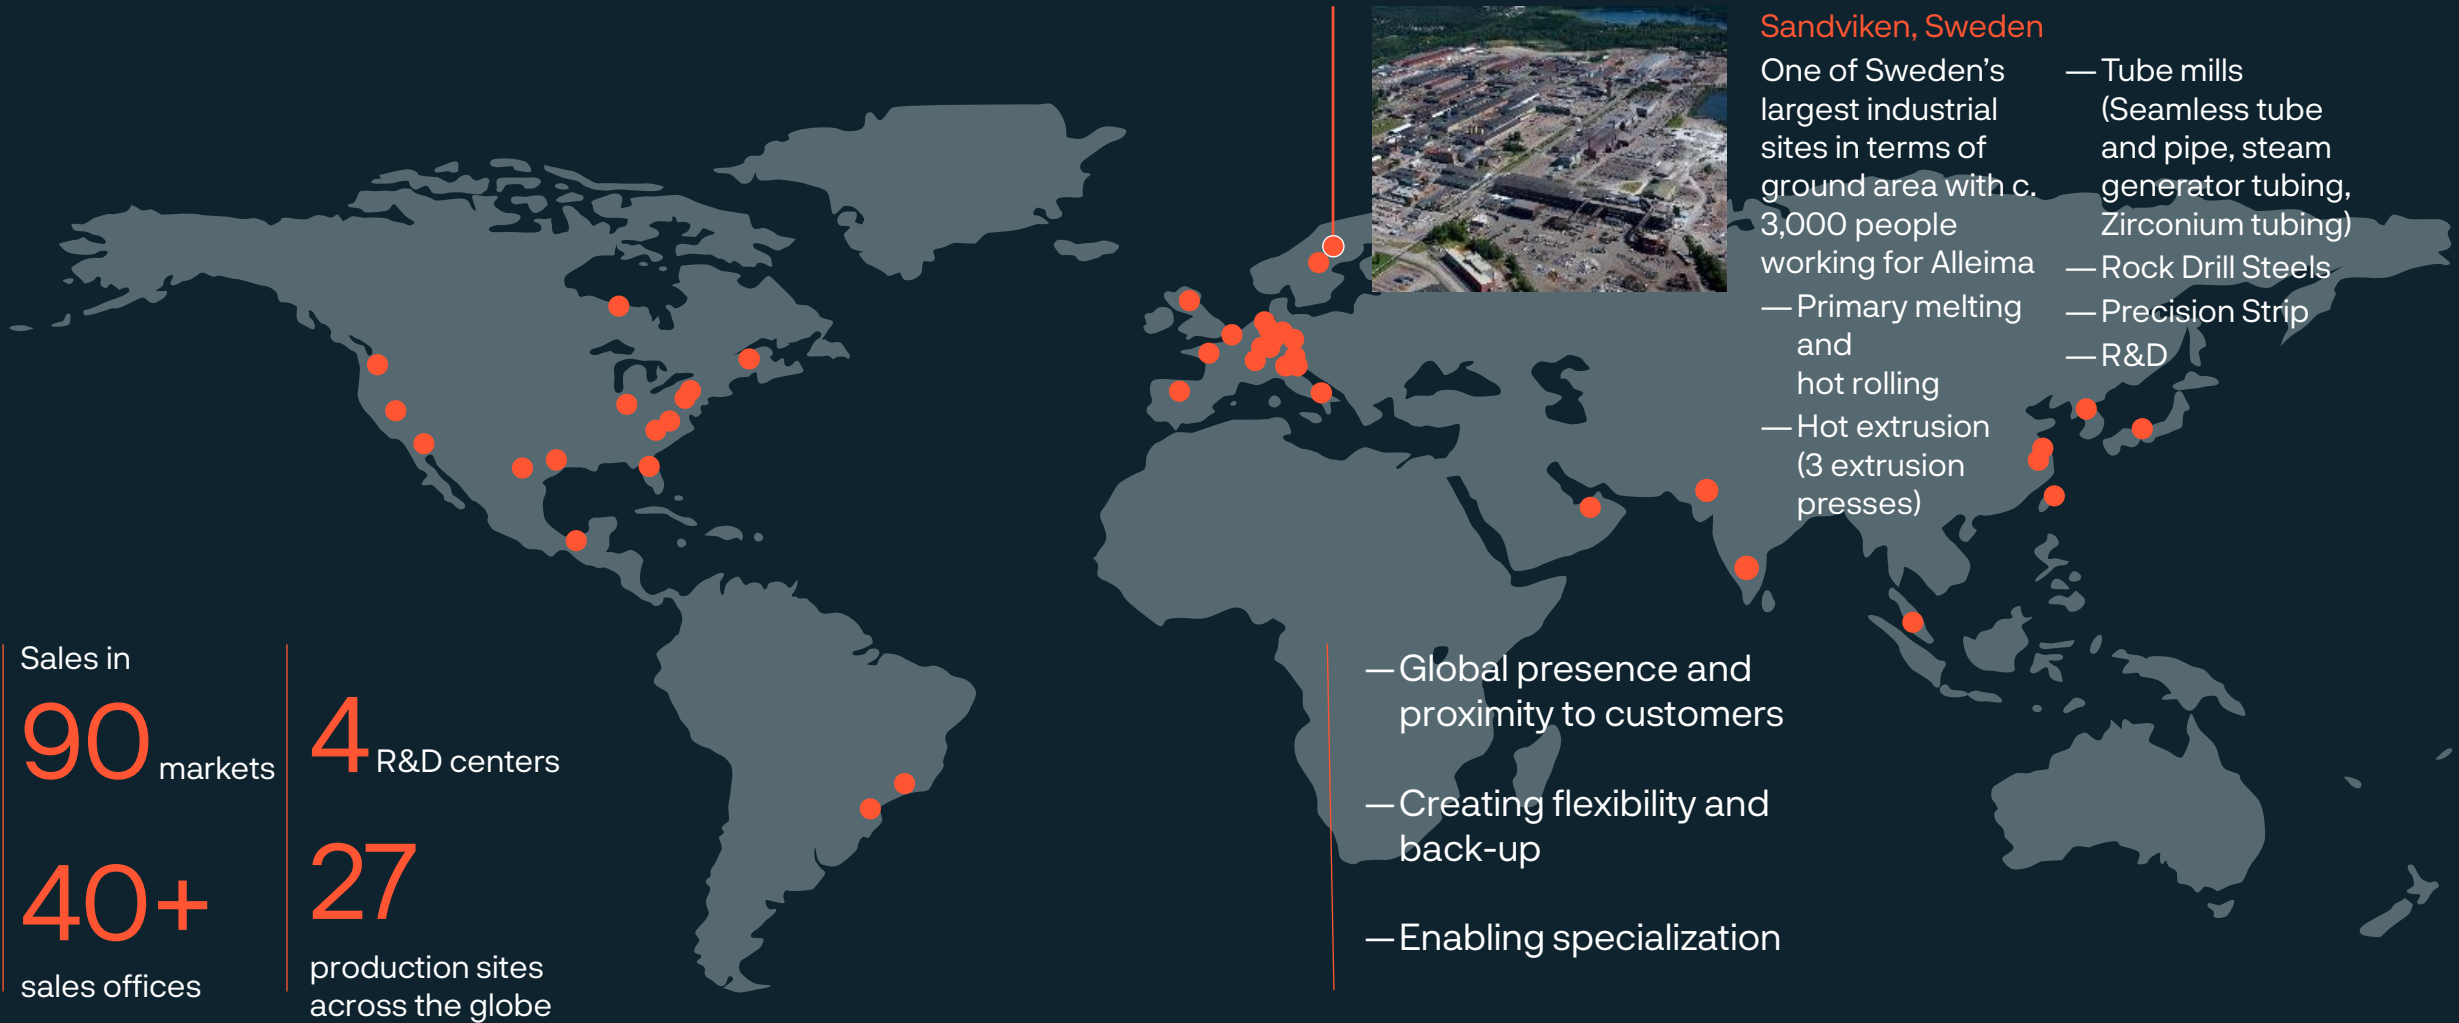 Sandviken, Sweden
One of Sweden's
largest industrial
sites in terms of
ground area with c.
3,000 people
working for Alleima
— Primary melting
and
hot rolling
— Hot extrusion
(3 extrusion
presses)
— Tube mills
(Seamless tube
and pipe, steam
generator tubing,
Zirconium tubing)
— Rock Drill Steels
— Precision Strip
— R&D
Sales in
90 markets
40+
sales offices
4 R&D centers
27
production sites
across the globe
— Global presence and
proximity to customers
— Creating flexibility and
back-up
— Enabling specialization